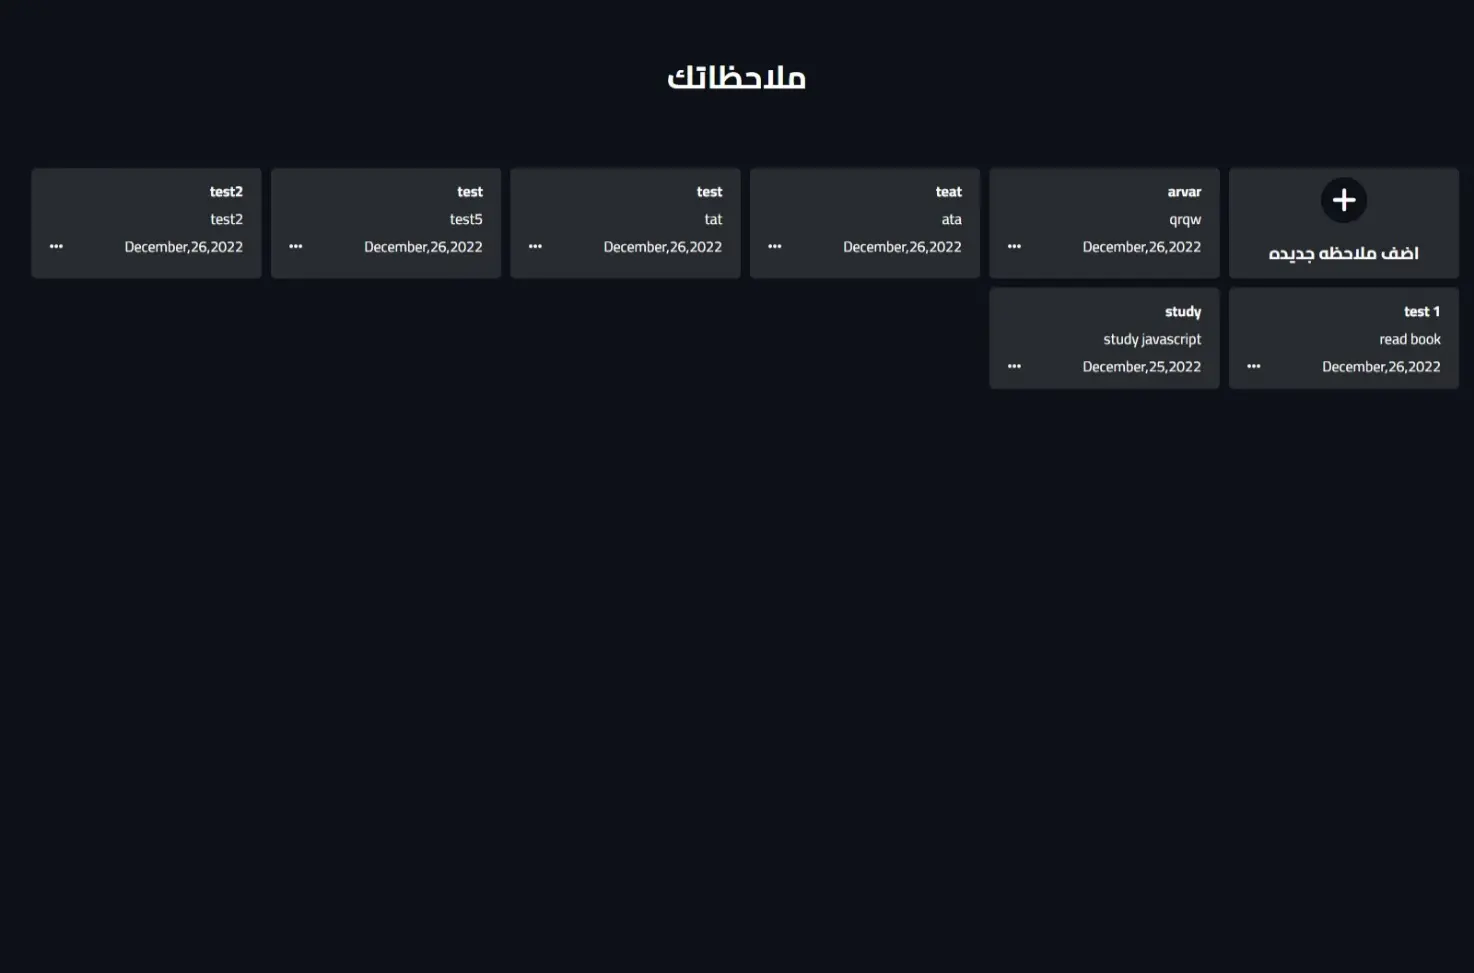 ملاحظاتك
اضف ملاحظه جديده
arvar
qrqw
December,26,2022
teat
ata
December,26,2022
test
tat
December,26,2022
test
test5
December,26,2022
test2
test2
December,26,2022
test 1
read book
December,26,2022
study
study javascript
December,25,2022